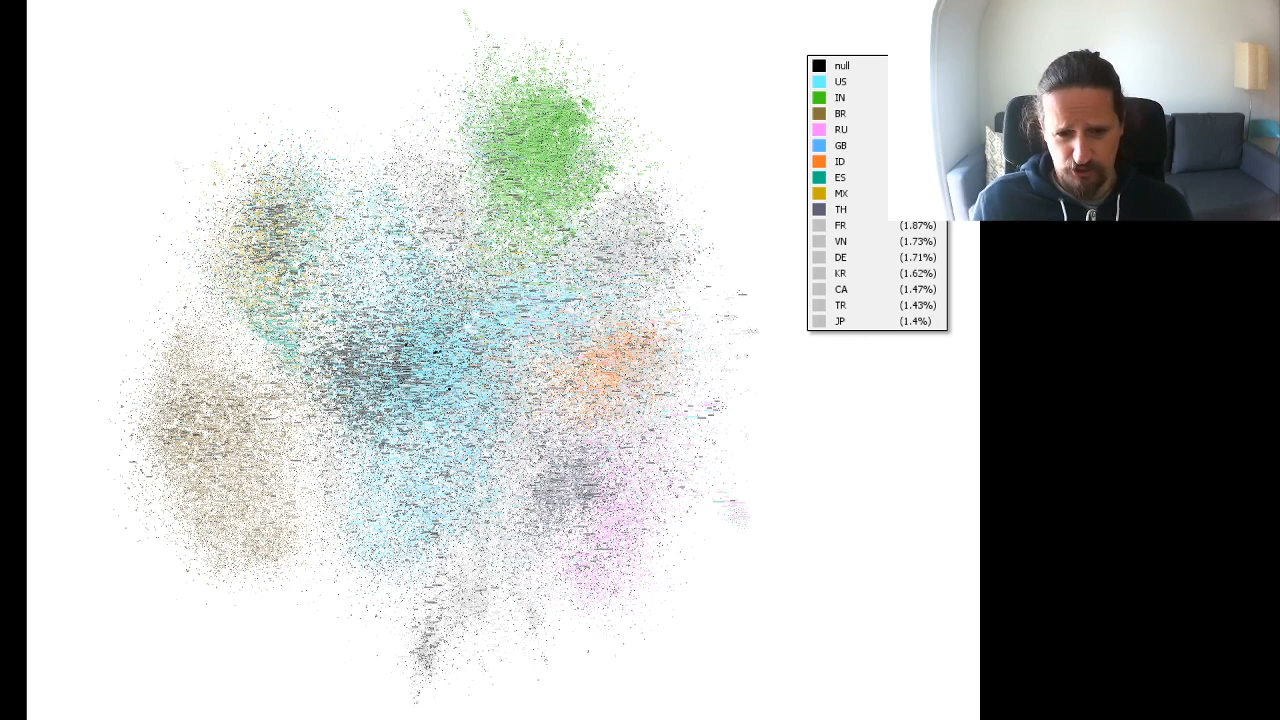 null
US
IN
BR
RU
GB
ID
ES
MX
TH
FR (1.87%)
VN (1.73%)
DE (1.71%)
KR (1.62%)
CA (1.47%)
TR (1.43%)
JP (1.4%)